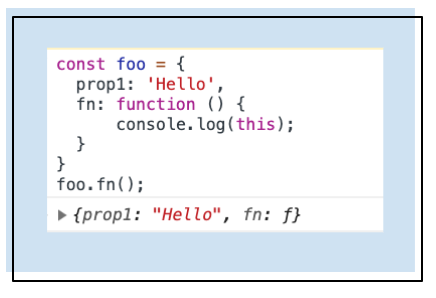 const foo = {
  prop1: 'Hello',
  fn: function () {
      console.log(this);
  }
}
foo.fn();
▶ {prop1: "Hello", fn: ƒ}